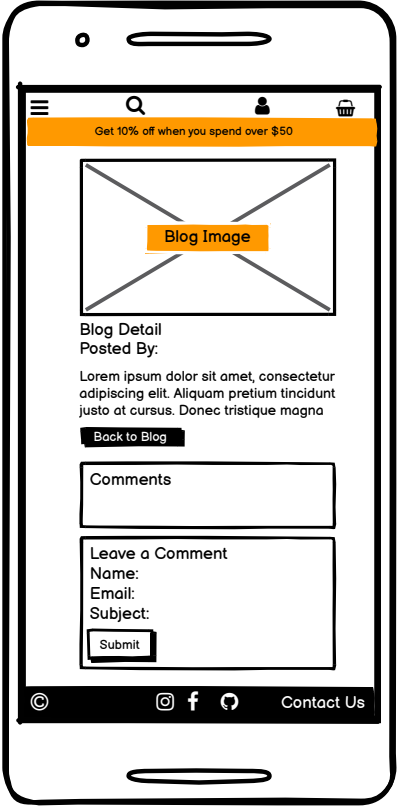 Get 10% off when you spend over $50
Blog Image
Blog Detail
Posted By:
Lorem ipsum dolor sit amet, consectetur
adipiscing elit. Aliquam pretium tincidunt
justo at cursus. Donec tristique magna
Back to Blog
Comments
Leave a Comment
Name:
Email:
Subject:
Submit
© Contact Us